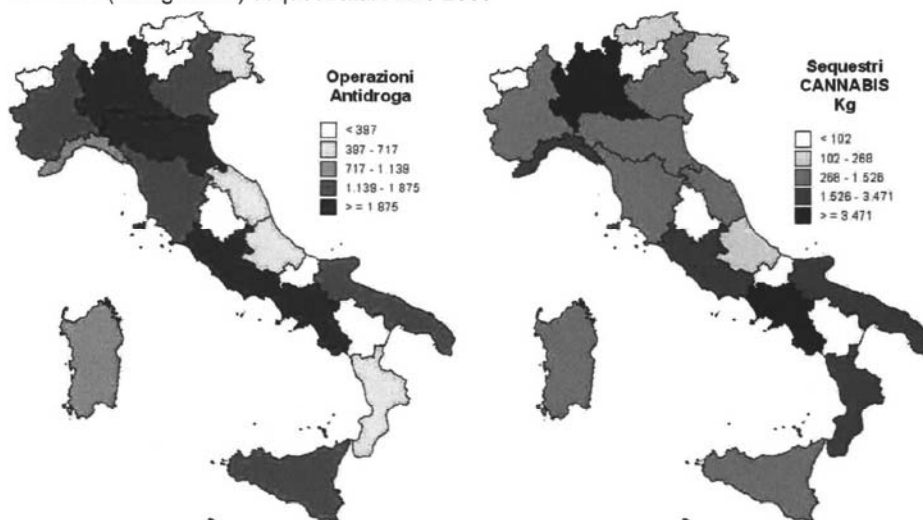 Operazioni
Antidroga
< 387
387 - 717
717 - 1.139
1.139 - 1 875
> = 1 875
Sequestri
CANNABIS
Kg
< 102
102 - 268
268 - 1 526
1 526 - 3.471
> = 3 471